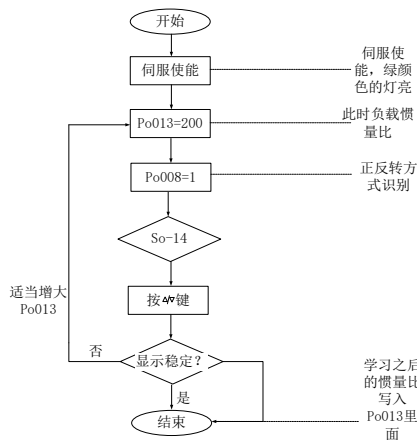 开始
伺服使能
伺服使
能，绿颜
色的灯亮
Po013=200
此时负载惯
量比
Po008=1
正反转方
式识别
So-14
适当增大
Po013
按键
否
显示稳定？
是
学习之后
的惯量比
写入
Po013里
面
结束